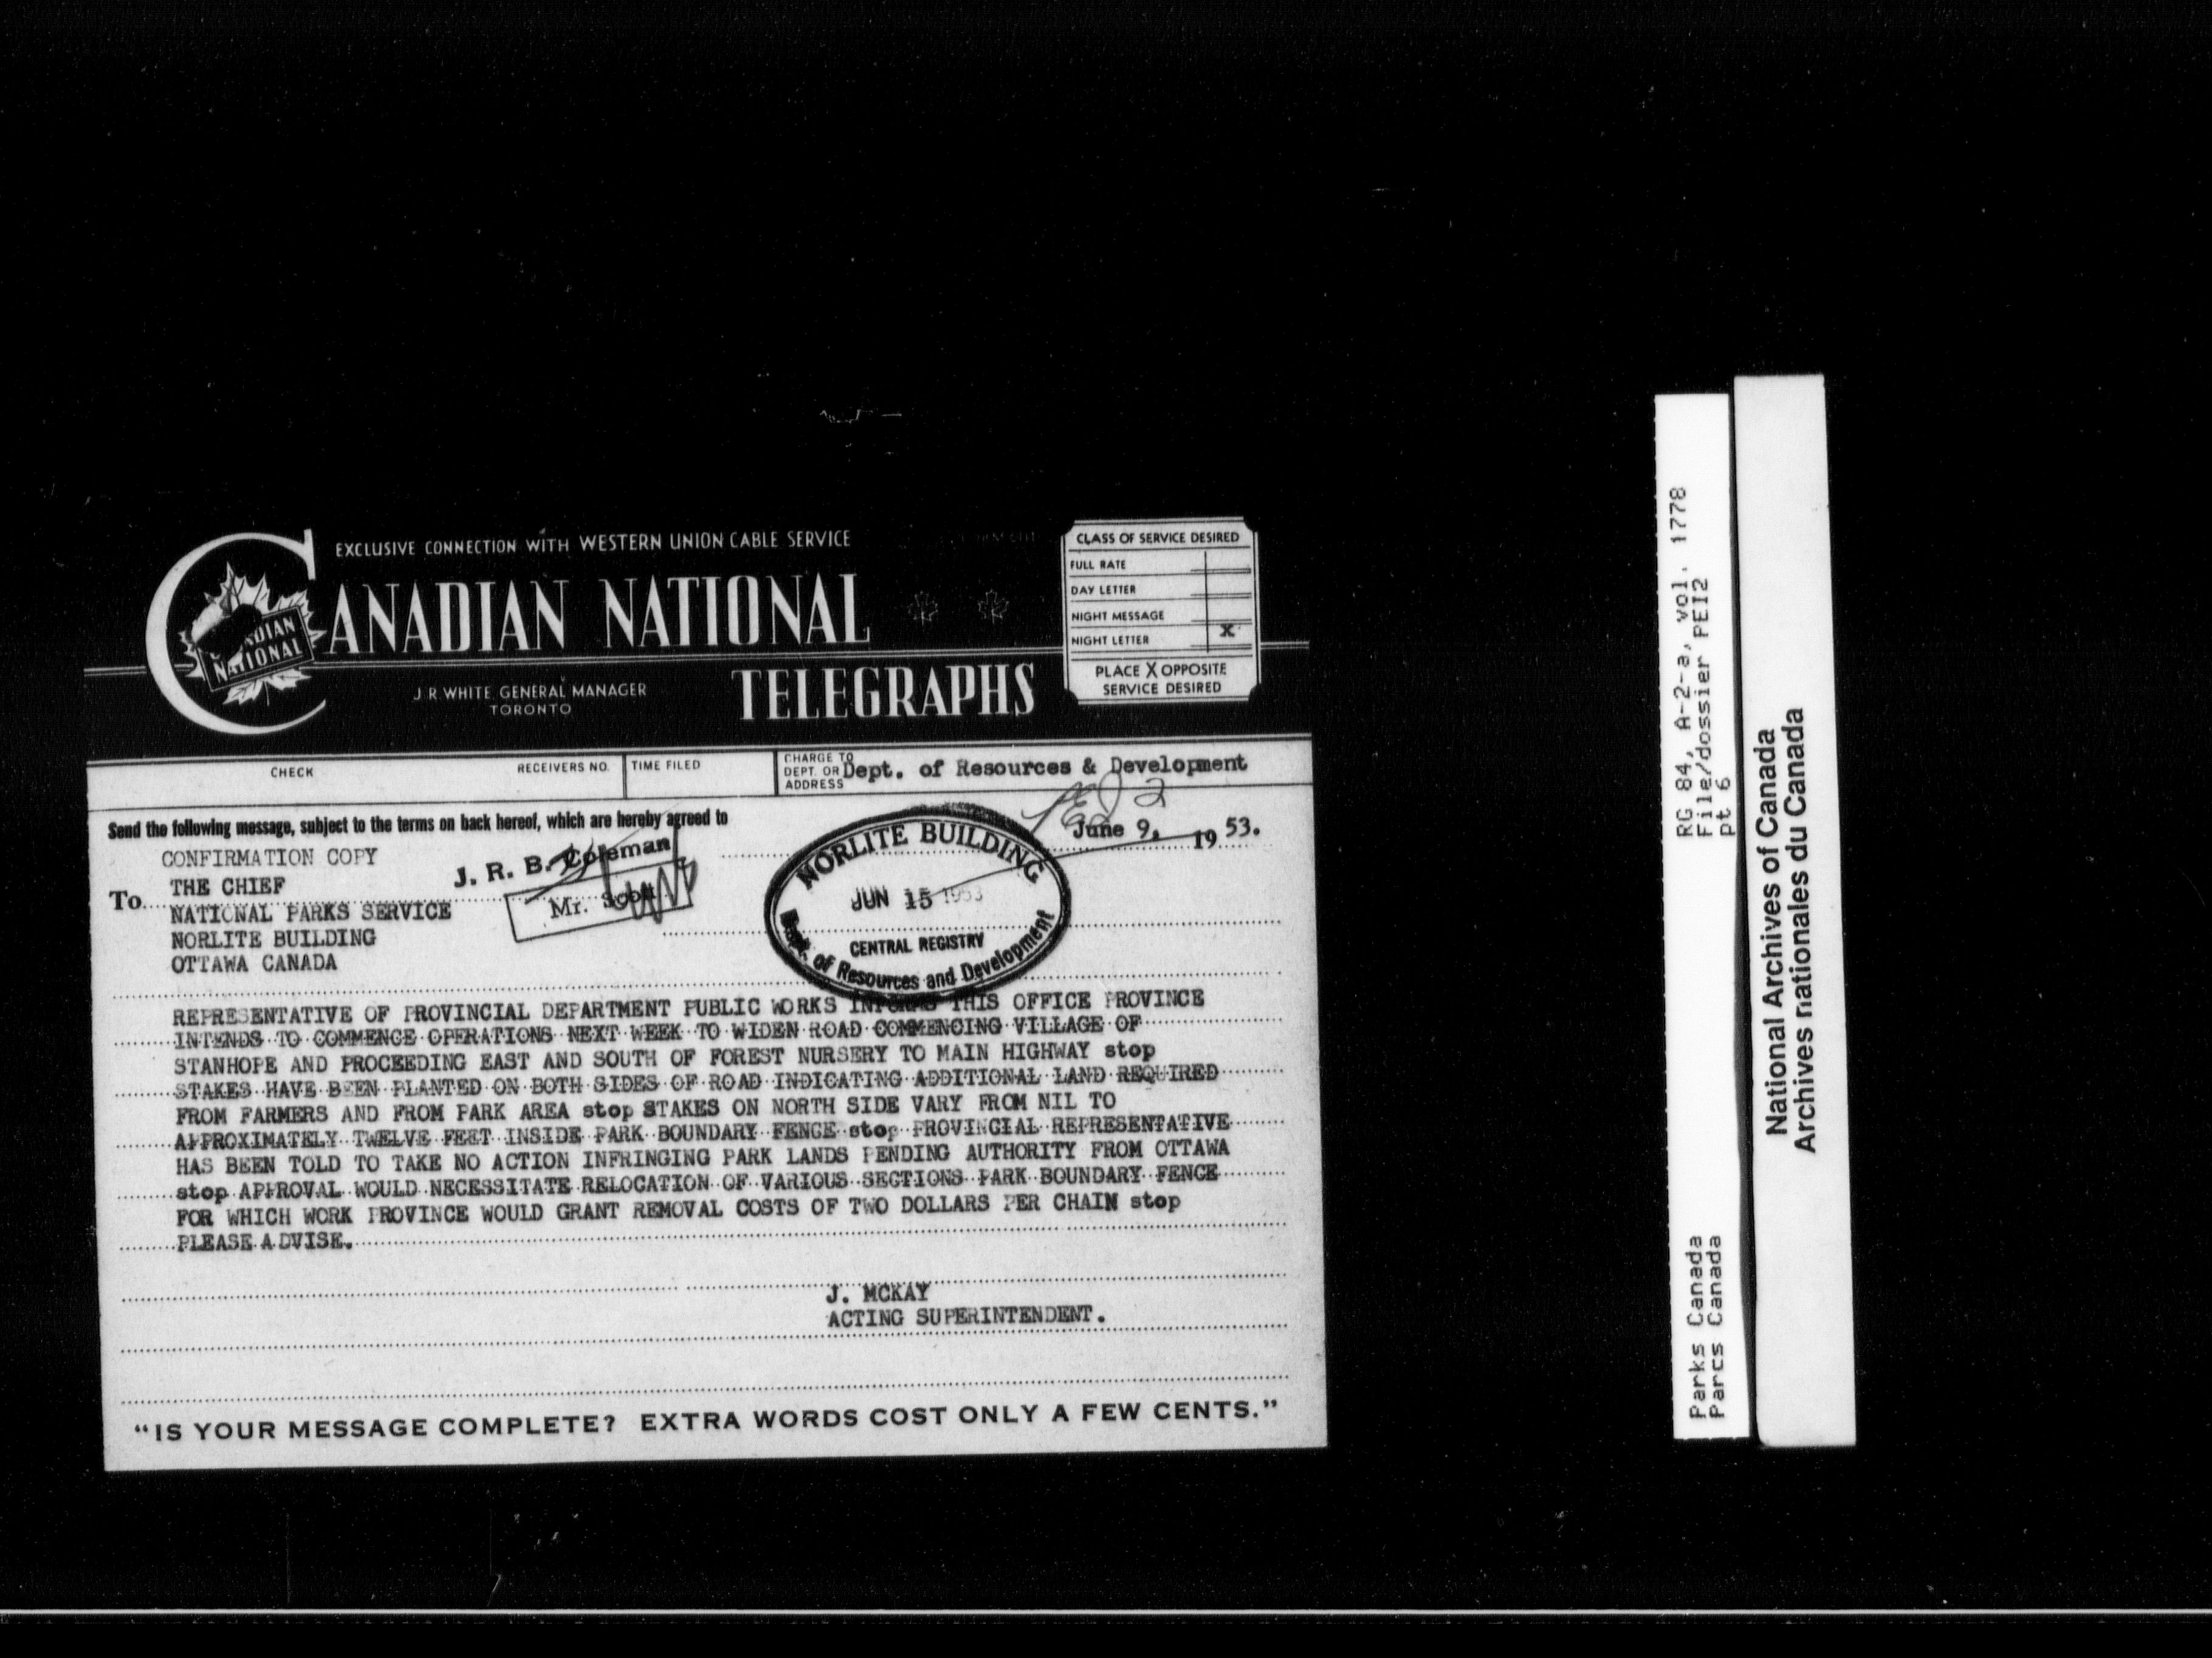 EXCLUSIVE CONNECTION WITH WESTERN UNION CABLE SERVICE
CANADIAN NATIONAL
TELEGRAPHS
CANADIAN
NATIONAL
J. R. WHITE GENERAL MANAGER
TORONTO
CLASS OF SERVICE DESIRED
FULL RATE
DAY LETTER
NIGHT MESSAGE
NIGHT LETTER X
PLACE X OPPOSITE
SERVICE DESIRED
CHECK
RECEIVERS NO.
TIME FILED
CHARGE TO
DEPT. OR
ADDRESS
Dept. of Resources & Development
Send the following message, subject to the terms on back hereof, which are hereby agreed to
PEI 2
June 9, 1953.
CONFIRMATION COPY
To THE CHIEF
NATIONAL PARKS SERVICE
NORLITE BUILDING
OTTAWA CANADA
J. R. B. Coleman
Mr. Scott
NORLITE BUILDING
JUN 15 1953
CENTRAL REGISTRY
Dept. of Resources and Development
REPRESENTATIVE OF PROVINCIAL DEPARTMENT PUBLIC WORKS INFORMS THIS OFFICE PROVINCE
INTENDS TO COMMENCE OPERATIONS NEXT WEEK TO WIDEN ROAD COMMENCING VILLAGE OF
STANHOPE AND PROCEEDING EAST AND SOUTH OF FOREST NURSERY TO MAIN HIGHWAY stop
STAKES HAVE BEEN PLANTED ON BOTH SIDES OF ROAD INDICATING ADDITIONAL LAND REQUIRED
FROM FARMERS AND FROM PARK AREA stop STAKES ON NORTH SIDE VARY FROM NIL TO
APPROXIMATELY TWELVE FEET INSIDE PARK BOUNDARY FENCE stop PROVINCIAL REPRESENTATIVE
HAS BEEN TOLD TO TAKE NO ACTION INFRINGING PARK LANDS PENDING AUTHORITY FROM OTTAWA
stop APPROVAL WOULD NECESSITATE RELOCATION OF VARIOUS SECTIONS PARK BOUNDARY FENCE
FOR WHICH WORK PROVINCE WOULD GRANT REMOVAL COSTS OF TWO DOLLARS PER CHAIN stop
PLEASE ADVISE.
J. MCKAY
ACTING SUPERINTENDENT.
"IS YOUR MESSAGE COMPLETE? EXTRA WORDS COST ONLY A FEW CENTS."
RG 84, A-2-a, vol. 1778
File/dossier PEI2
pt 6
Parks Canada
Parcs Canada
National Archives of Canada
Archives nationales du Canada